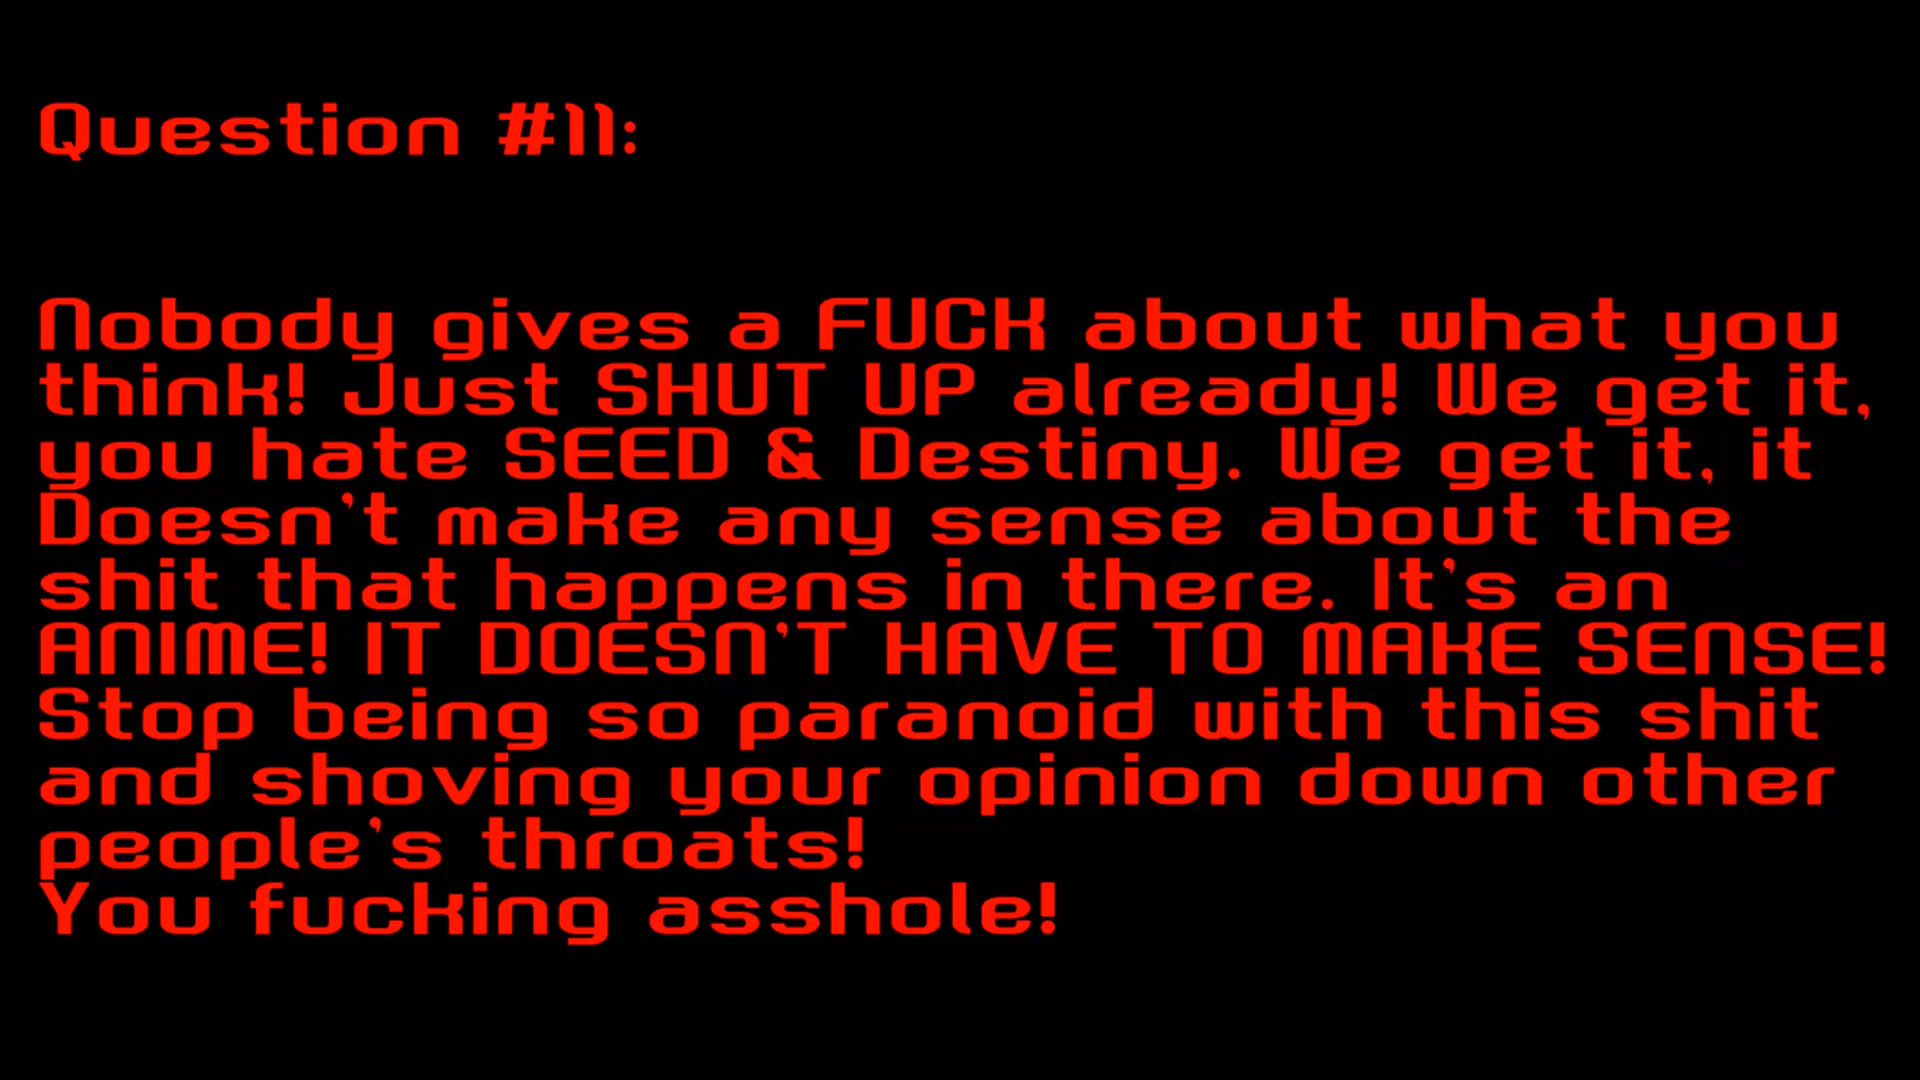 Question #11:
Nobody gives a FUCK about what you
think! Just SHUT UP already! We get it,
you hate SEED & Destiny. We get it, it
Doesn't make any sense about the
shit that happens in there. It's an
ANIME! IT DOESN'T HAVE TO MAKE SENSE!
Stop being so paranoid with this shit
and shoving your opinion down other
people's throats!
You fucking asshole!